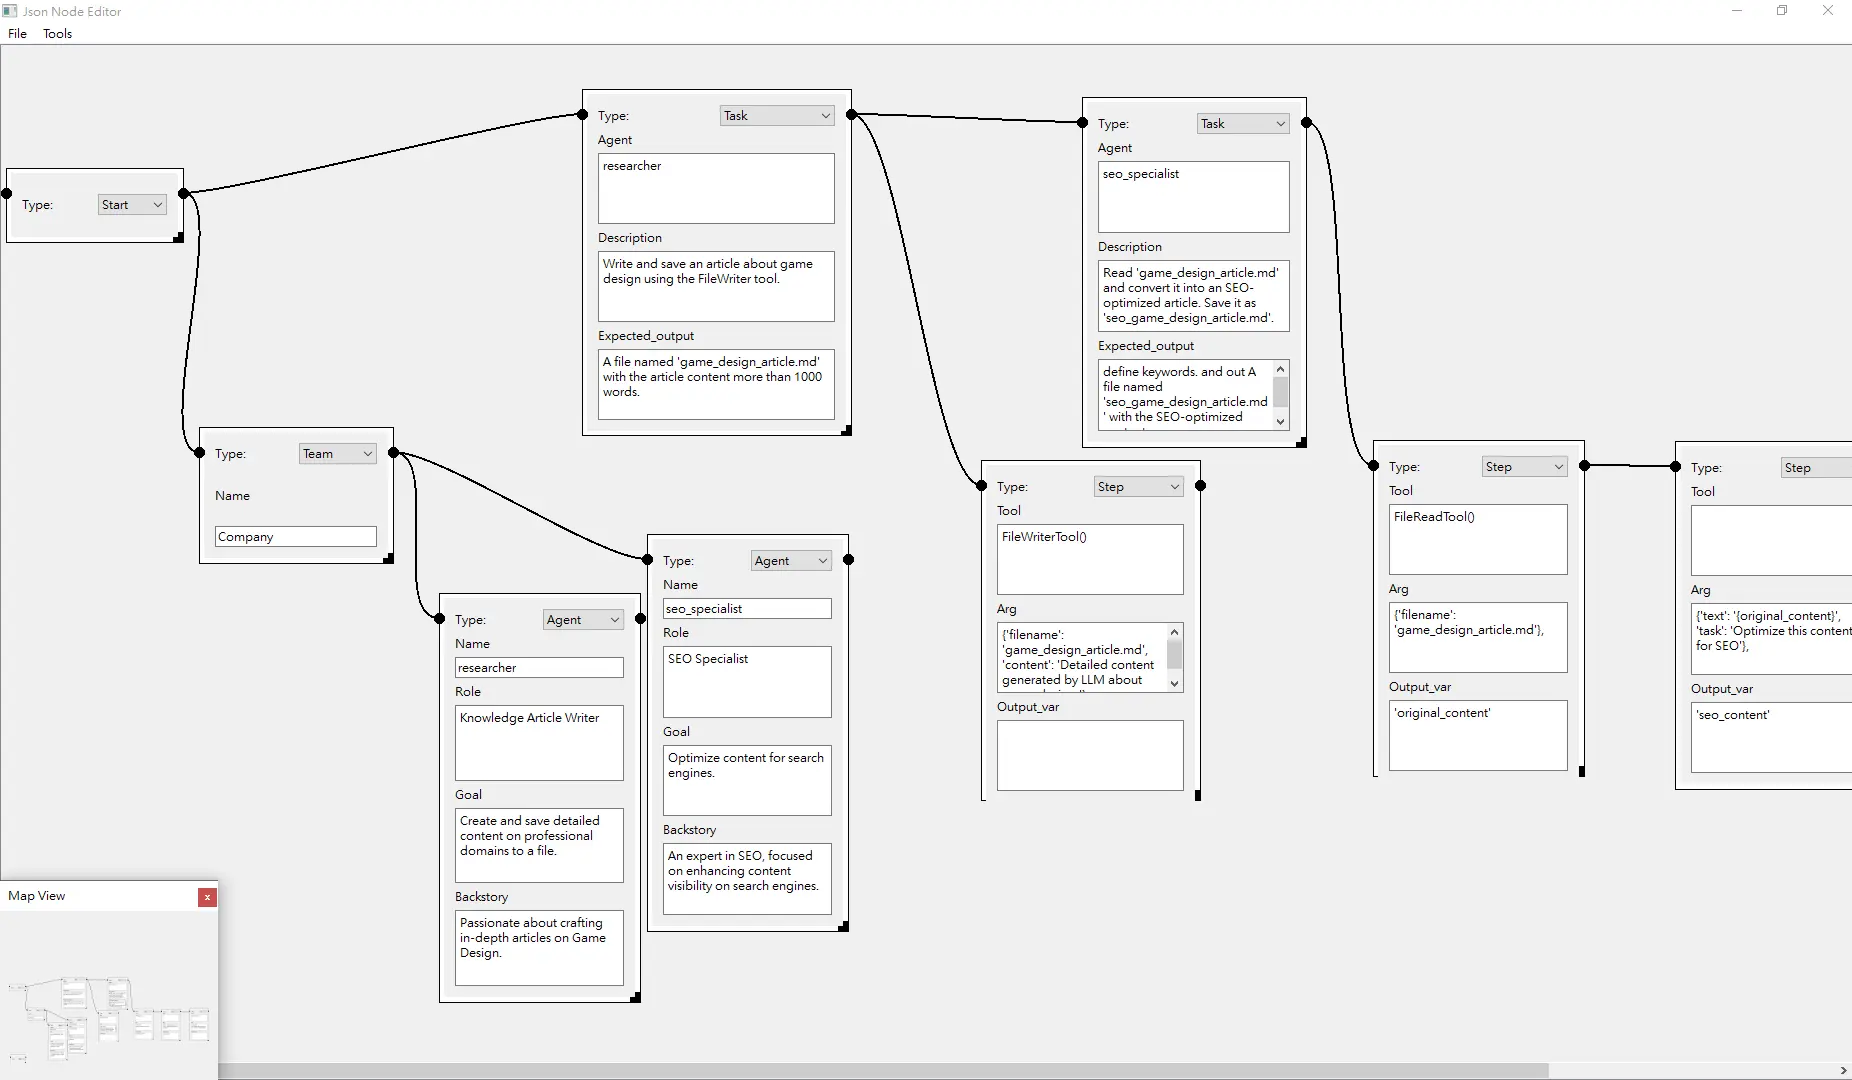 Json Node Editor
File Tools
Type: Start
Type: Task
Agent
researcher
Description
Write and save an article about game
design using the FileWriter tool.
Expected_output
A file named 'game_design_article.md'
with the article content more than 1000
words.
Type: Task
Agent
seo_specialist
Description
Read 'game_design_article.md'
and convert it into an SEO-
optimized article. Save it as
'seo_game_design_article.md'.
Expected_output
define keywords. and out A
file named
'seo_game_design_article.md
' with the SEO-optimized
Type: Team
Name
Company
Type: Agent
Name
researcher
Role
Knowledge Article Writer
Goal
Create and save detailed
content on professional
domains to a file.
Backstory
Passionate about crafting
in-depth articles on Game
Design.
Type: Agent
Name
seo_specialist
Role
SEO Specialist
Goal
Optimize content for search
engines.
Backstory
An expert in SEO, focused
on enhancing content
visibility on search engines.
Type: Step
Tool
FileWriterTool()
Arg
{'filename':
'game_design_article.md',
'content': 'Detailed content
generated by LLM about
Output_var
Type: Step
Tool
FileReadTool()
Arg
{'filename':
'game_design_article.md'},
Output_var
'original_content'
Type: Step
Tool
Arg
{'text': '{original_content}',
'task': 'Optimize this content
for SEO'},
Output_var
'seo_content'
Map View